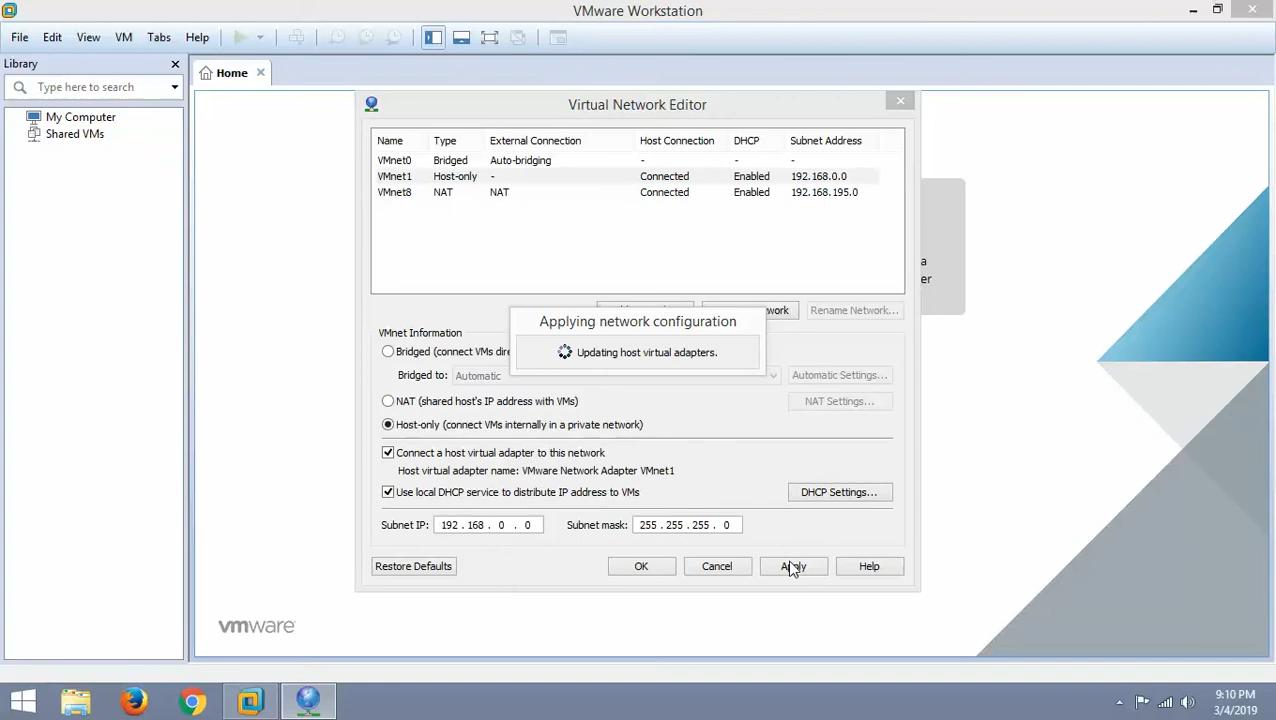 VMware Workstation
File Edit View VM Tabs Help
Library
Type here to search
My Computer
Shared VMs
Home
Virtual Network Editor
Name Type External Connection Host Connection DHCP Subnet Address
VMnet0 Bridged Auto-bridging - - -
VMnet1 Host-only - Connected Enabled 192.168.0.0
VMnet8 NAT NAT Connected Enabled 192.168.195.0
a
er
work Rename Network...
Applying network configuration
Updating host virtual adapters.
VMnet Information
Bridged (connect VMs dire
Bridged to: Automatic Automatic Settings...
NAT (shared host's IP address with VMs) NAT Settings...
Host-only (connect VMs internally in a private network)
Connect a host virtual adapter to this network
Host virtual adapter name: VMware Network Adapter VMnet1
Use local DHCP service to distribute IP address to VMs DHCP Settings...
Subnet IP: 192 . 168 . 0 . 0 Subnet mask: 255 . 255 . 255 . 0
Restore Defaults OK Cancel Apply Help
vmware
9:10 PM
3/4/2019